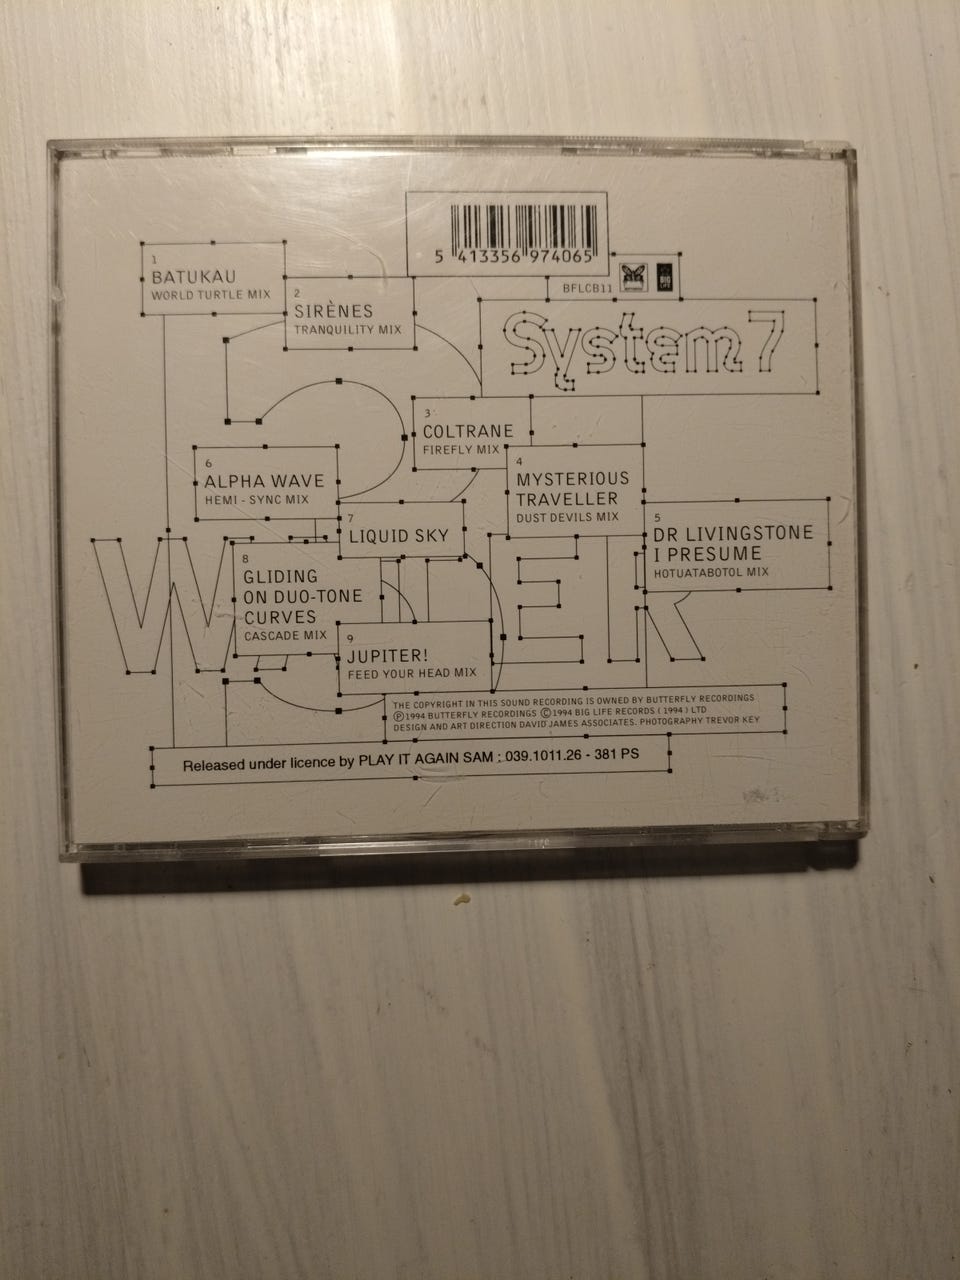 5 413356 974065
BFLCB11
BIG
LIFE
System 7
1
BATUKAU
WORLD TURTLE MIX
2
SIRÈNES
TRANQUILITY MIX
3
COLTRANE
FIREFLY MIX
4
MYSTERIOUS
TRAVELLER
DUST DEVILS MIX
5
DR LIVINGSTONE
I PRESUME
HOTUATABOTOL MIX
6
ALPHA WAVE
HEMI - SYNC MIX
7
LIQUID SKY
8
GLIDING
ON DUO-TONE
CURVES
CASCADE MIX
9
JUPITER!
FEED YOUR HEAD MIX
THE COPYRIGHT IN THIS SOUND RECORDING IS OWNED BY BUTTERFLY RECORDINGS
Ⓟ1994 BUTTERFLY RECORDINGS ©1994 BIG LIFE RECORDS (1994) LTD
DESIGN AND ART DIRECTION DAVID JAMES ASSOCIATES. PHOTOGRAPHY TREVOR KEY
Released under licence by PLAY IT AGAIN SAM : 039.1011.26 - 381 PS